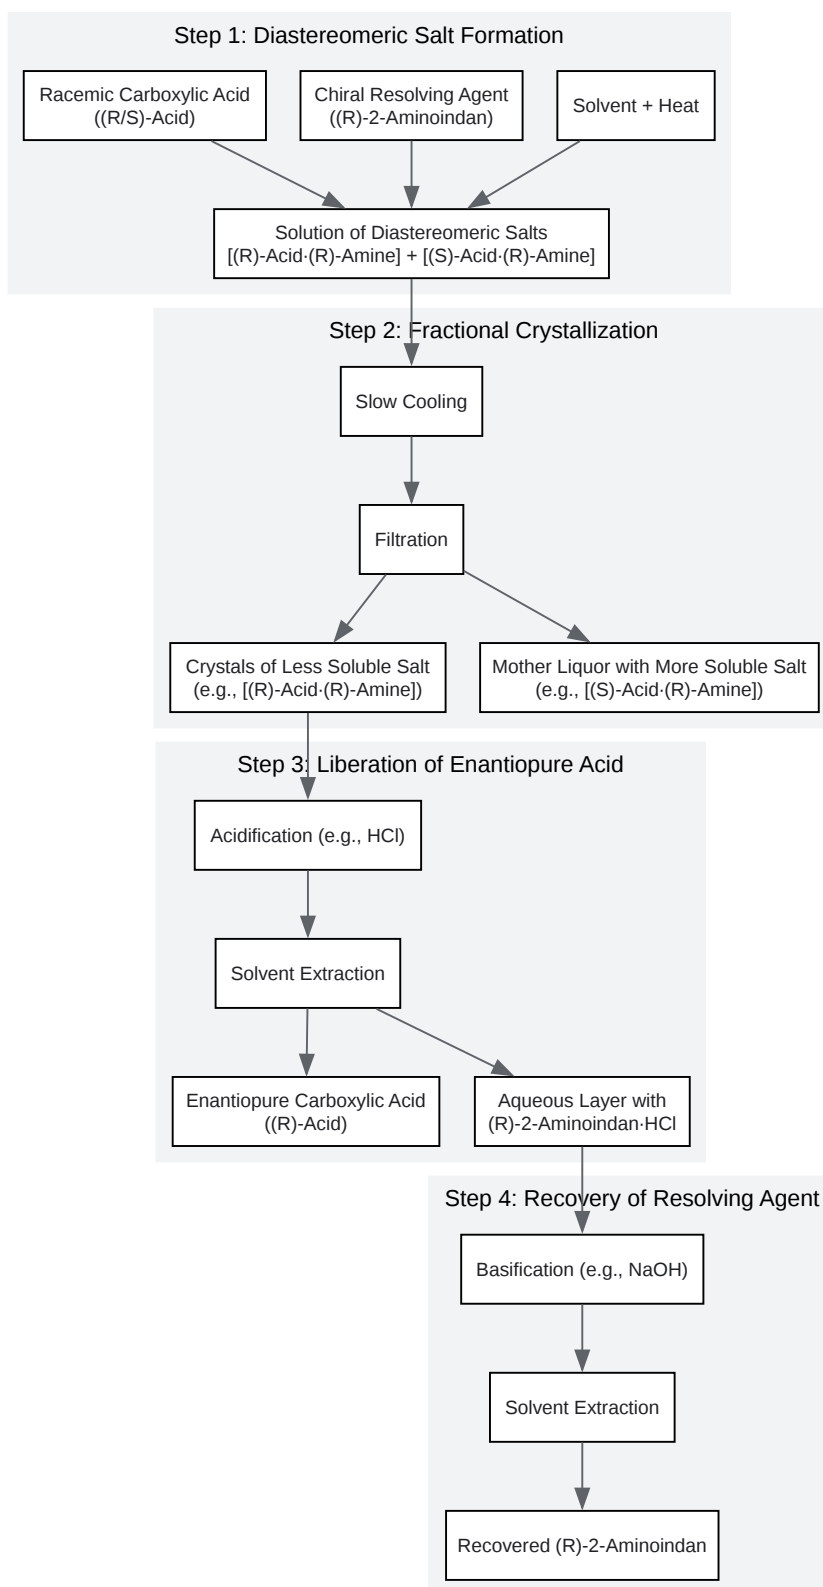 Step 1: Diastereomeric Salt Formation
Racemic Carboxylic Acid
((R/S)-Acid)
Chiral Resolving Agent
((R)-2-Aminoindan)
Solvent + Heat
Solution of Diastereomeric Salts
[(R)-Acid·(R)-Amine] + [(S)-Acid·(R)-Amine]
Step 2: Fractional Crystallization
Slow Cooling
Filtration
Crystals of Less Soluble Salt
(e.g., [(R)-Acid·(R)-Amine])
Mother Liquor with More Soluble Salt
(e.g., [(S)-Acid·(R)-Amine])
Step 3: Liberation of Enantiopure Acid
Acidification (e.g., HCl)
Solvent Extraction
Enantiopure Carboxylic Acid
((R)-Acid)
Aqueous Layer with
(R)-2-Aminoindan·HCl
Step 4: Recovery of Resolving Agent
Basification (e.g., NaOH)
Solvent Extraction
Recovered (R)-2-Aminoindan